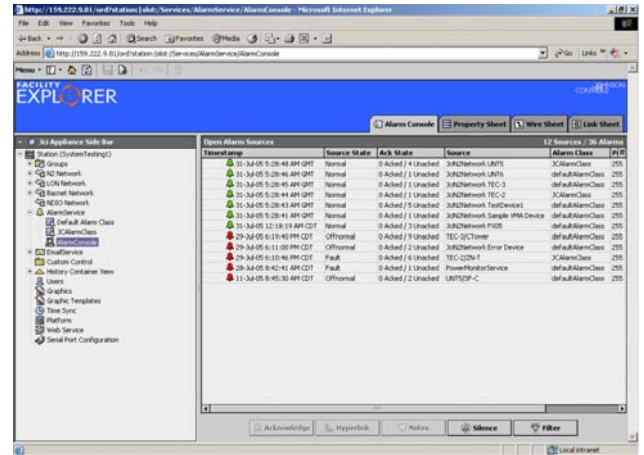 http://159.222.9.81/ord?station:|slot:/Services/AlarmService/AlarmConsole - Microsoft Internet Explorer
File Edit View Favorites Tools Help
Back Search Favorites Media
Address http://159.222.9.81/ord?station:|slot:/Services/AlarmService/AlarmConsole Go Links
Menu
FACILITY
EXPLORER
Alarm Console Property Sheet Wire Sheet Link Sheet
Jci Appliance Side Bar
Open Alarm Sources 12 Sources / 36 Alarms
Timestamp Source State Ack State Source Alarm Class
Station (SystemTesting1)
Groups
N2 Network
LON Network
Bacnet Network
NDIO Network
AlarmService
Default Alarm Class
JCAlarmClass
AlarmConsole
EmailService
Custom Control
History Container View
Users
Graphics
Graphic Templates
Time Sync
Platform
Web Service
Serial Port Configuration
31-Jul-05 5:28:48 AM GMT Normal 0 Acked / 4 Unacked JciN2Network UNT5 JCAlarmClass 255
31-Jul-05 5:28:46 AM GMT Normal 0 Acked / 1 Unacked JciN2Network UNT6 defaultAlarmClass 255
31-Jul-05 5:28:45 AM GMT Normal 0 Acked / 1 Unacked JciN2Network TEC-3 defaultAlarmClass 255
31-Jul-05 5:28:44 AM GMT Normal 0 Acked / 1 Unacked JciN2Network TEC-2 JCAlarmClass 255
31-Jul-05 5:28:43 AM GMT Normal 0 Acked / 5 Unacked JciN2Network TestDevice1 defaultAlarmClass 255
31-Jul-05 5:28:41 AM GMT Normal 0 Acked / 5 Unacked JciN2Network Sample VMA Device defaultAlarmClass 255
31-Jul-05 12:18:19 AM CDT Normal 0 Acked / 3 Unacked JciN2Network FX05 defaultAlarmClass 255
29-Jul-05 6:19:40 PM CDT Offnormal 0 Acked / 9 Unacked TEC-3/CTower defaultAlarmClass 255
29-Jul-05 6:11:00 PM CDT Offnormal 0 Acked / 2 Unacked JciN2Network Error Device defaultAlarmClass 255
29-Jul-05 6:10:46 PM CDT Fault 0 Acked / 6 Unacked TEC-2/ZN-T JCAlarmClass 255
28-Jul-05 8:42:41 AM CDT Fault 0 Acked / 1 Unacked PowerMonitorService defaultAlarmClass 255
11-Jul-05 8:45:30 AM CDT Offnormal 0 Acked / 1 Unacked UNT5/SP-C defaultAlarmClass 255
Acknowledge Hyperlink Notes Silence Filter
Local intranet